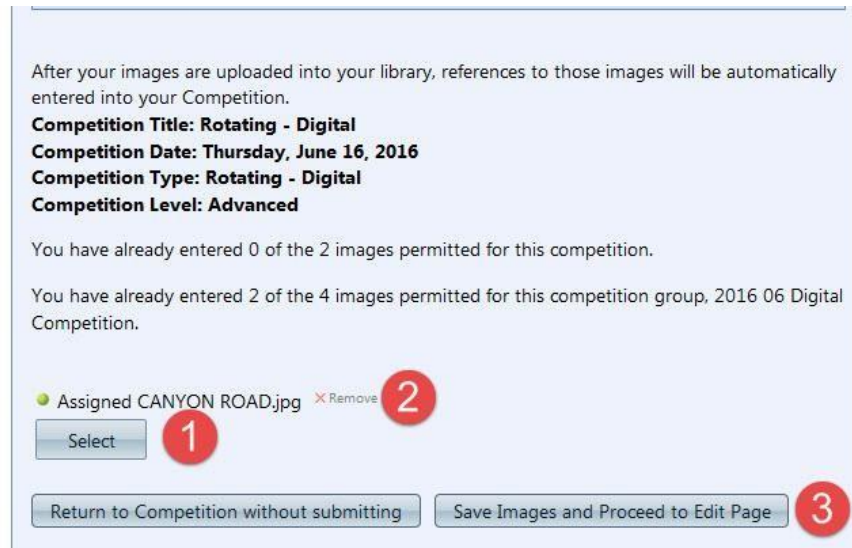 After your images are uploaded into your library, references to those images will be automatically
entered into your Competition.
Competition Title: Rotating - Digital
Competition Date: Thursday, June 16, 2016
Competition Type: Rotating - Digital
Competition Level: Advanced
You have already entered 0 of the 2 images permitted for this competition.
You have already entered 2 of the 4 images permitted for this competition group, 2016 06 Digital
Competition.
Assigned CANYON ROAD.jpg × Remove 2
Select 1
Return to Competition without submitting Save Images and Proceed to Edit Page 3